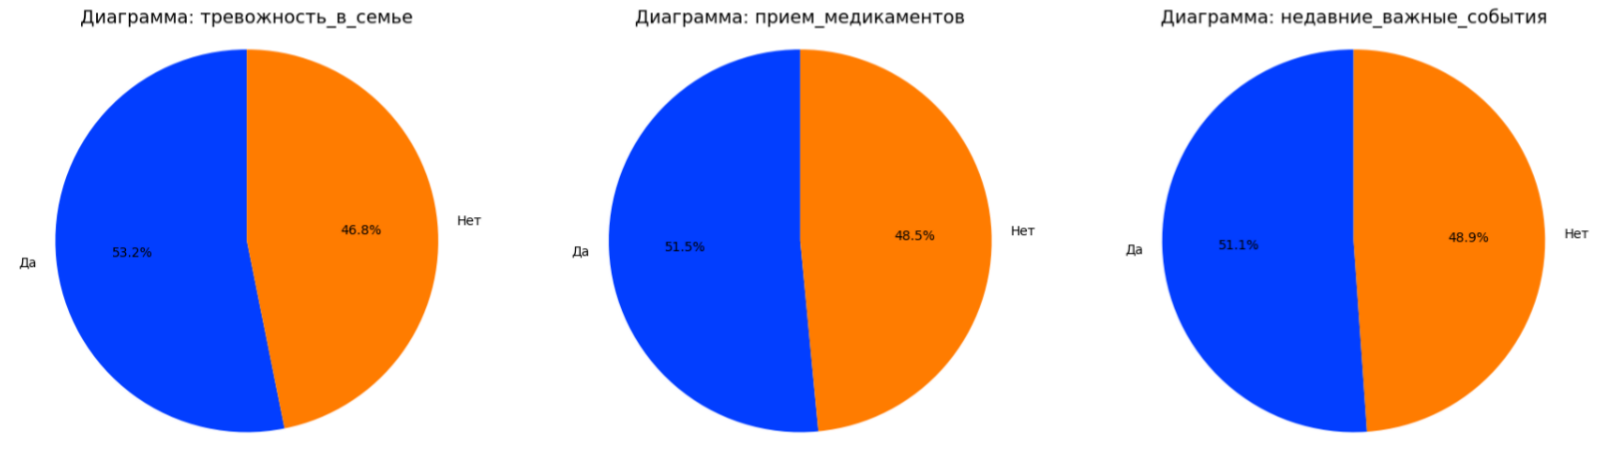 Диаграмма: тревожность_в_семье
Да
53.2%
46.8%
Нет
Диаграмма: прием_медикаментов
Да
51.5%
48.5%
Нет
Диаграмма: недавние_важные_события
Да
51.1%
48.9%
Нет